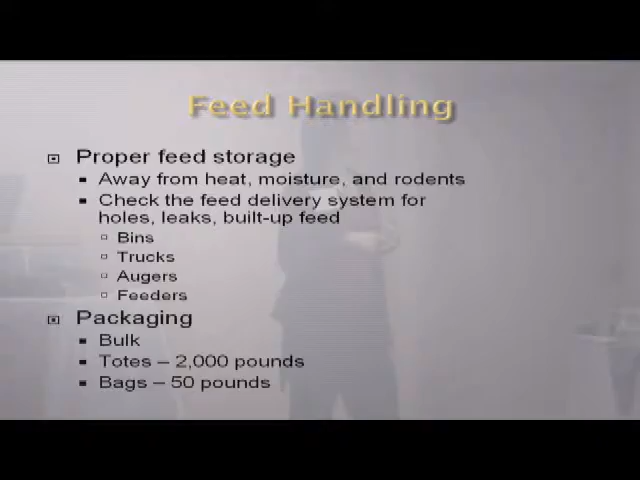 Feed Handling
Proper feed storage
Away from heat, moisture, and rodents
Check the feed delivery system for
holes, leaks, built-up feed
Bins
Trucks
Augers
Feeders
Packaging
Bulk
Totes – 2,000 pounds
Bags – 50 pounds